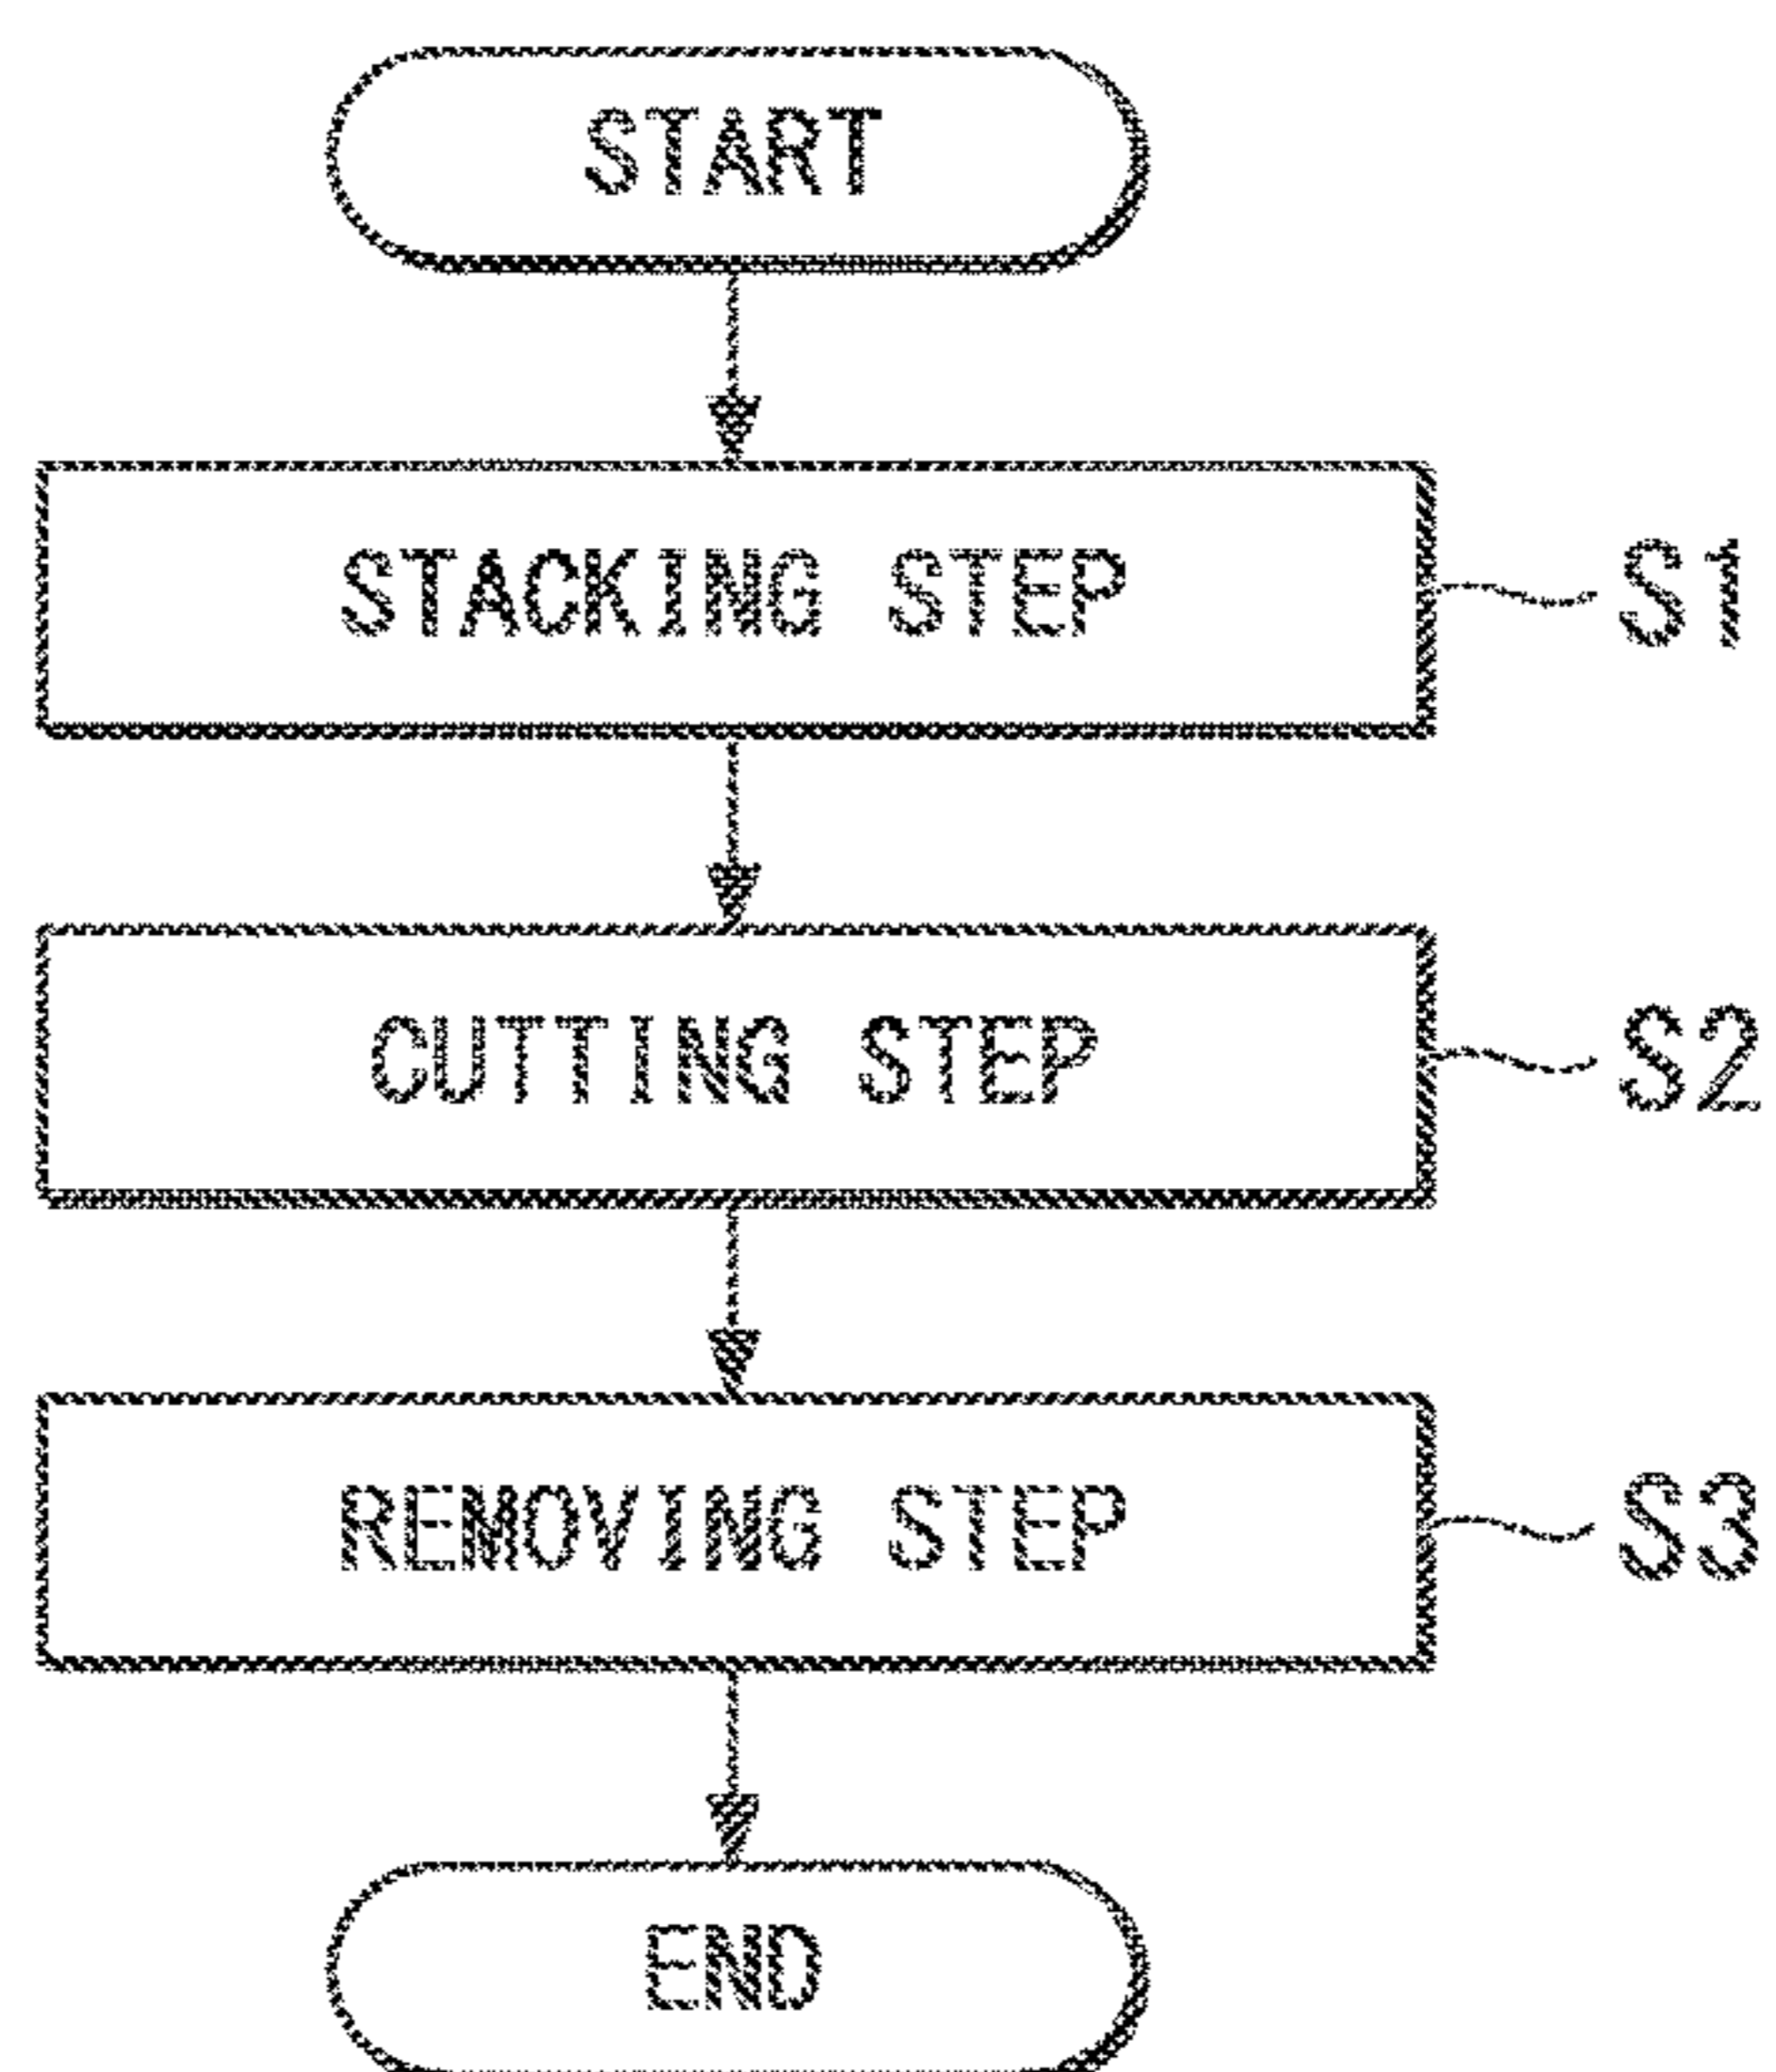 START
STACKING STEP
S1
CUTTING STEP
S2
REMOVING STEP
S3
END